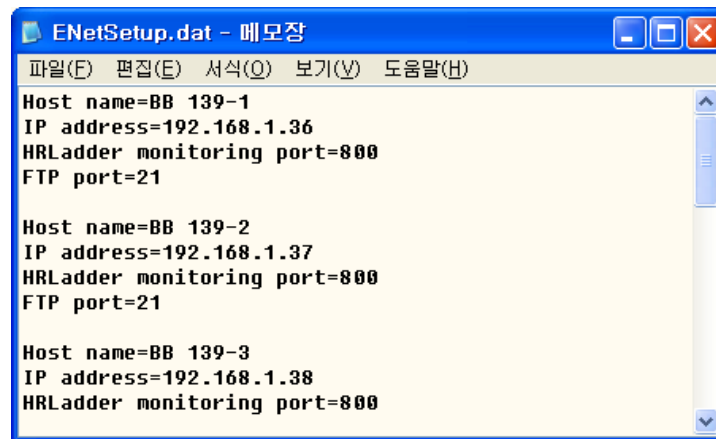 ENetSetup.dat - 메모장
파일(F) 편집(E) 서식(O) 보기(V) 도움말(H)
Host name=BB 139-1
IP address=192.168.1.36
HRLadder monitoring port=800
FTP port=21
Host name=BB 139-2
IP address=192.168.1.37
HRLadder monitoring port=800
FTP port=21
Host name=BB 139-3
IP address=192.168.1.38
HRLadder monitoring port=800